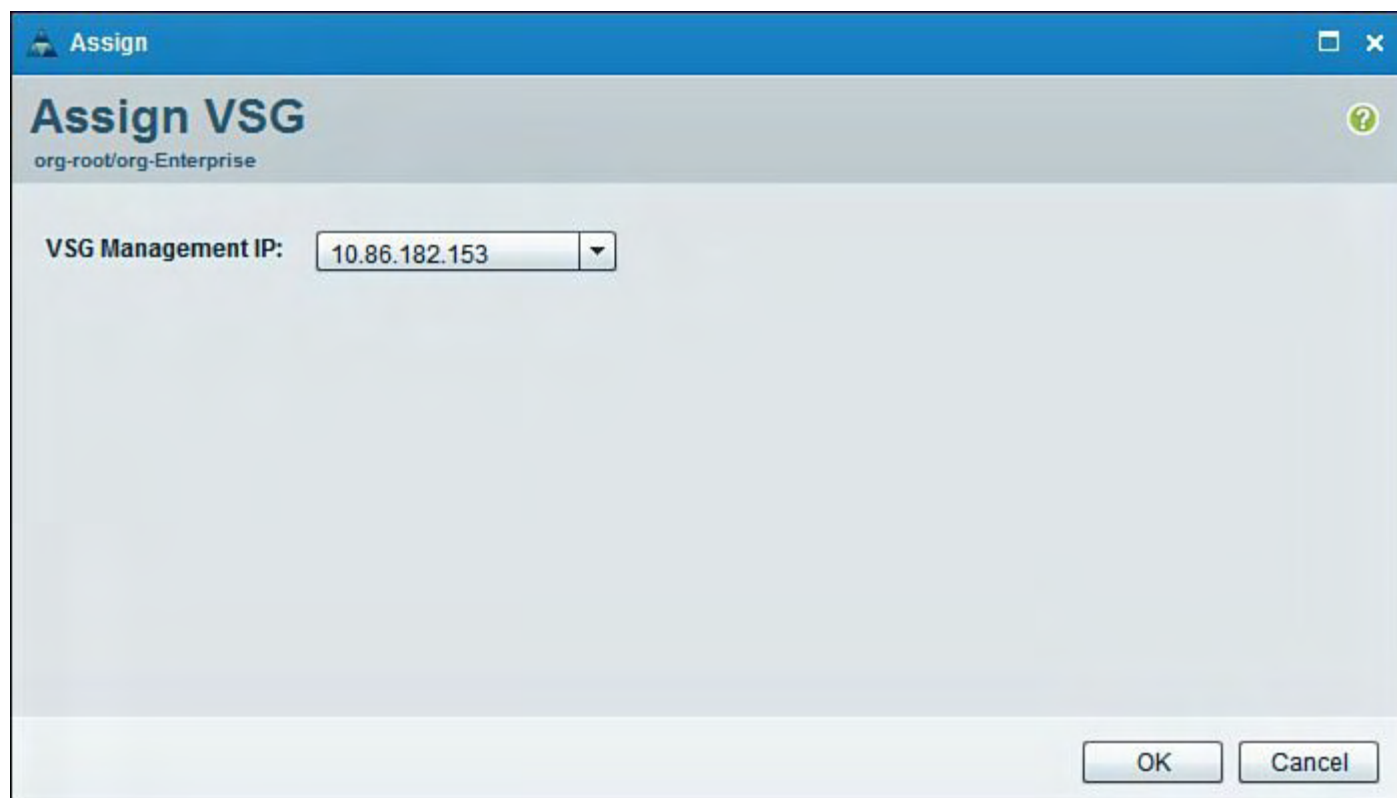 Assign
Assign VSG
org-root/org-Enterprise
VSG Management IP: 10.86.182.153
OK Cancel